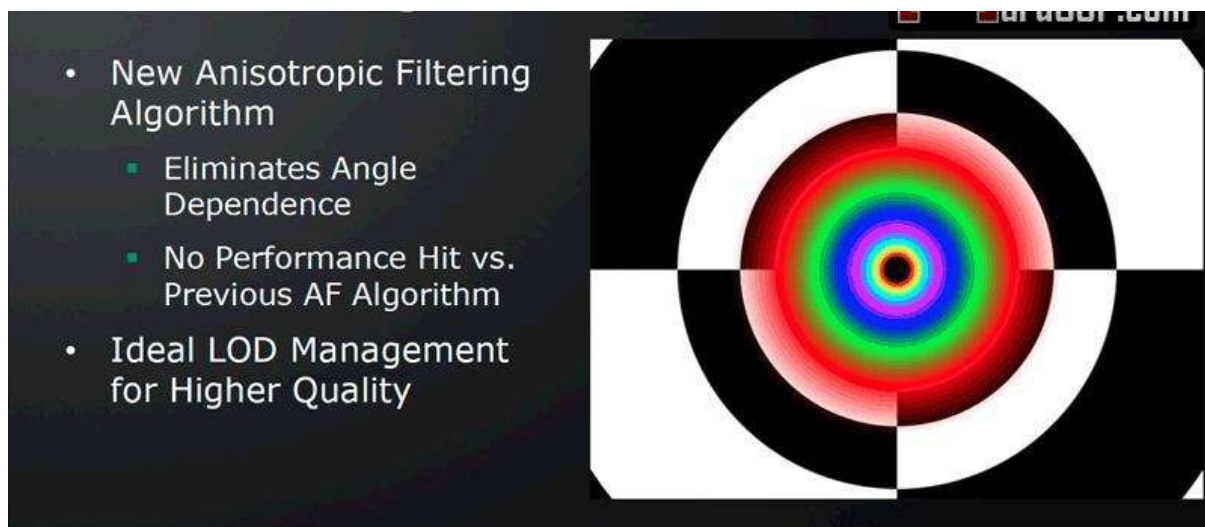 • New Anisotropic Filtering
Algorithm
▪ Eliminates Angle
Dependence
▪ No Performance Hit vs.
Previous AF Algorithm
• Ideal LOD Management
for Higher Quality